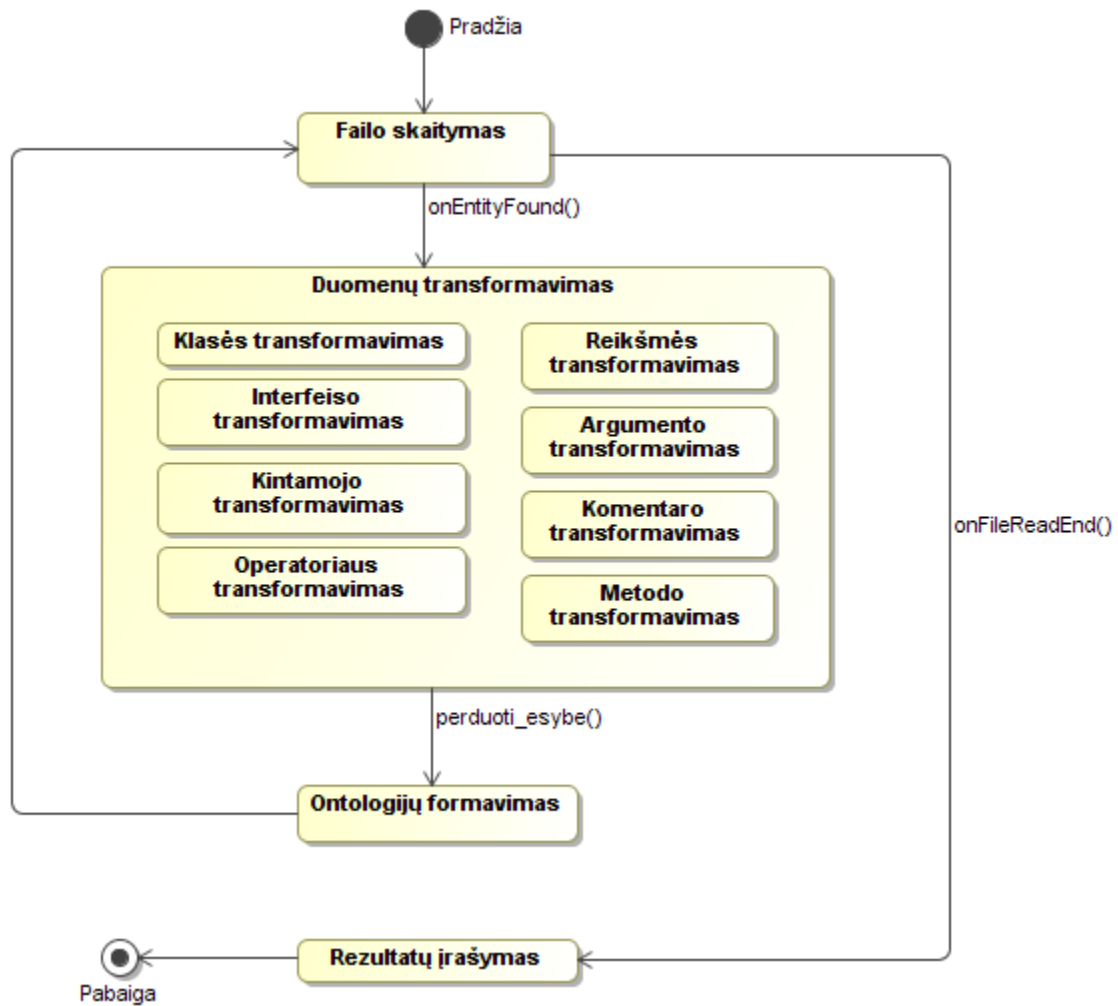 Pradžia
Failo skaitymas
onEntityFound()
Duomenų transformavimas
Klasės transformavimas
Interfeiso
transformavimas
Kintamojo
transformavimas
Operatoriaus
transformavimas
Reikšmės
transformavimas
Argumento
transformavimas
Komentaro
transformavimas
Metodo
transformavimas
onFileReadEnd()
perduoti_esybe()
Ontologijų formavimas
Rezultatų įrašymas
Pabaiga